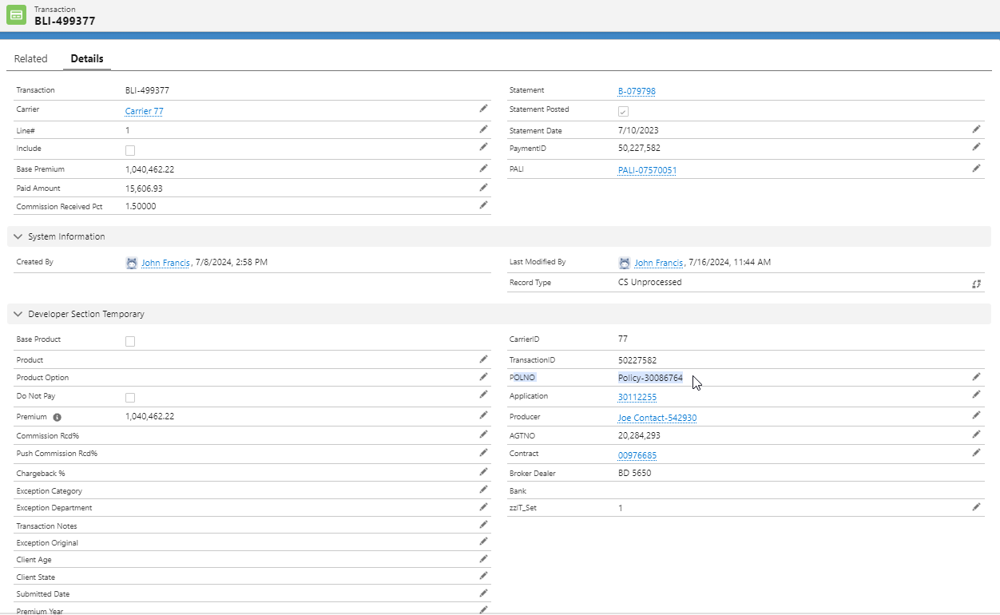 Transaction
BLI-499377
Related Details
Transaction BLI-499377
Carrier Carrier 77
Line# 1
Include
Base Premium 1,040,462.22
Paid Amount 15,606.93
Commission Received Pct 1.50000
Statement B-079798
Statement Posted
Statement Date 7/10/2023
PaymentID 50,227,582
PALI PALI-07570051
System Information
Created By John Francis, 7/8/2024, 2:58 PM
Last Modified By John Francis, 7/16/2024, 11:44 AM
Record Type CS Unprocessed
Developer Section Temporary
Base Product
Product
Product Option
Do Not Pay
Premium 1,040,462.22
Commission Rcd%
Push Commission Rcd%
Chargeback %
Exception Category
Exception Department
Transaction Notes
Exception Original
Client Age
Client State
Submitted Date
Premium Year
CarrierID 77
TransactionID 50227582
POLNO Policy-30086764
Application 30112255
Producer Joe Contact-542930
AGTNO 20,284,293
Contract 00976685
Broker Dealer BD 5650
Bank
zzIT_Set 1